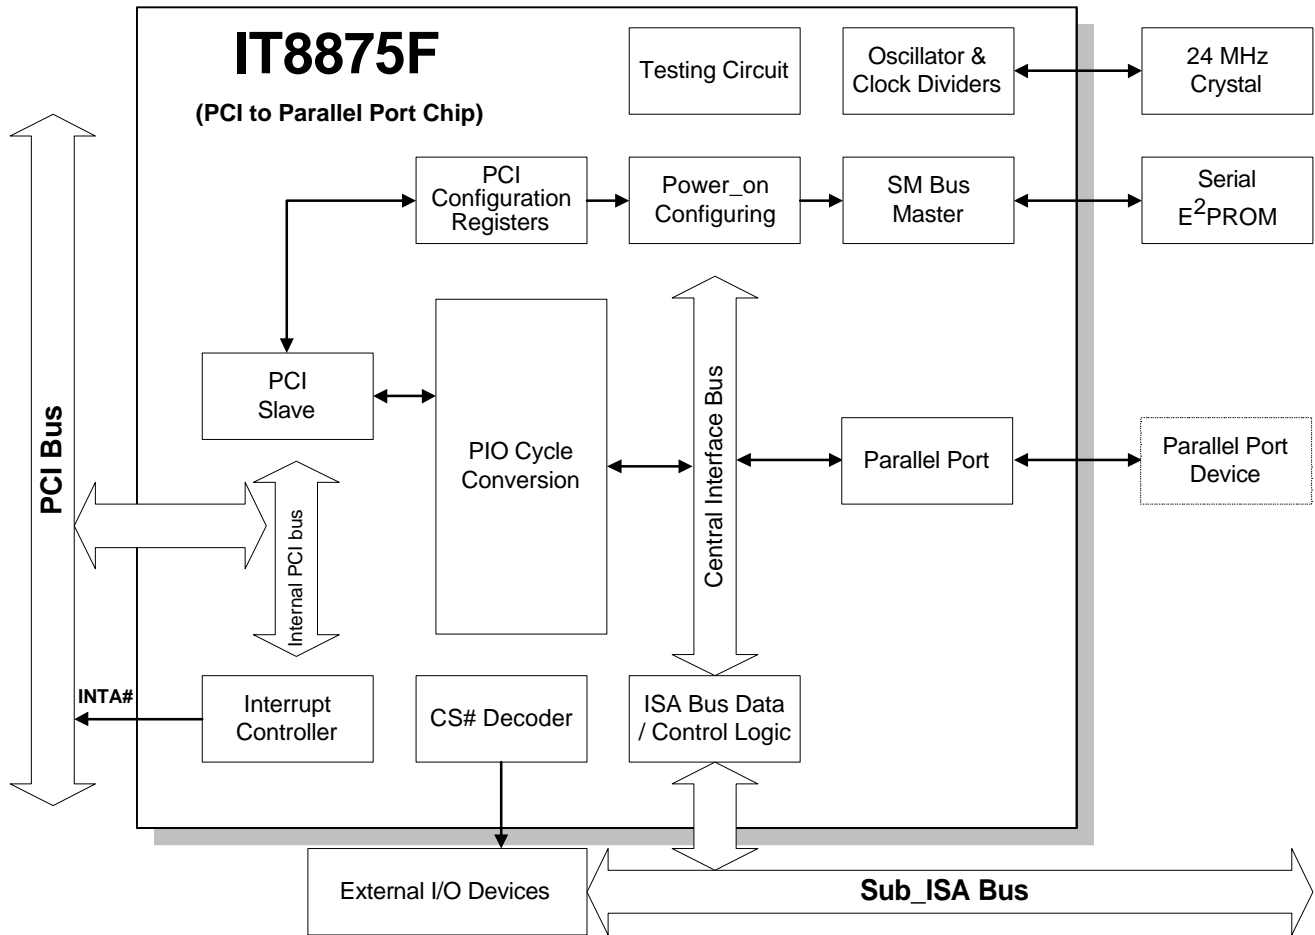 IT8875F
(PCI to Parallel Port Chip)
Testing Circuit
Oscillator &
Clock Dividers
24 MHz
Crystal
PCI
Configuration
Registers
Power_on
Configuring
SM Bus
Master
Serial
E2PROM
PCI Bus
PCI
Slave
PIO Cycle
Conversion
Central Interface Bus
Parallel Port
Parallel Port
Device
Internal PCI bus
INTA#
Interrupt
Controller
CS# Decoder
ISA Bus Data
/ Control Logic
External I/O Devices
Sub_ISA Bus